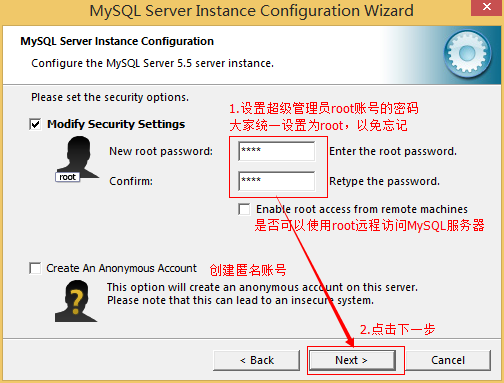 MySQL Server Instance Configuration Wizard
MySQL Server Instance Configuration
Configure the MySQL Server 5.5 server instance.
Please set the security options.
1.设置超级管理员root账号的密码
大家统一设置为root，以免忘记
Modify Security Settings
New root password:
****
Enter the root password.
root
Confirm:
****
Retype the password.
Enable root access from remote machines
是否可以使用root远程访问MySQL服务器
Create An Anonymous Account
创建匿名账号
This option will create an anonymous account on this server.
Please note that this can lead to an insecure system.
2.点击下一步
< Back
Next >
Cancel